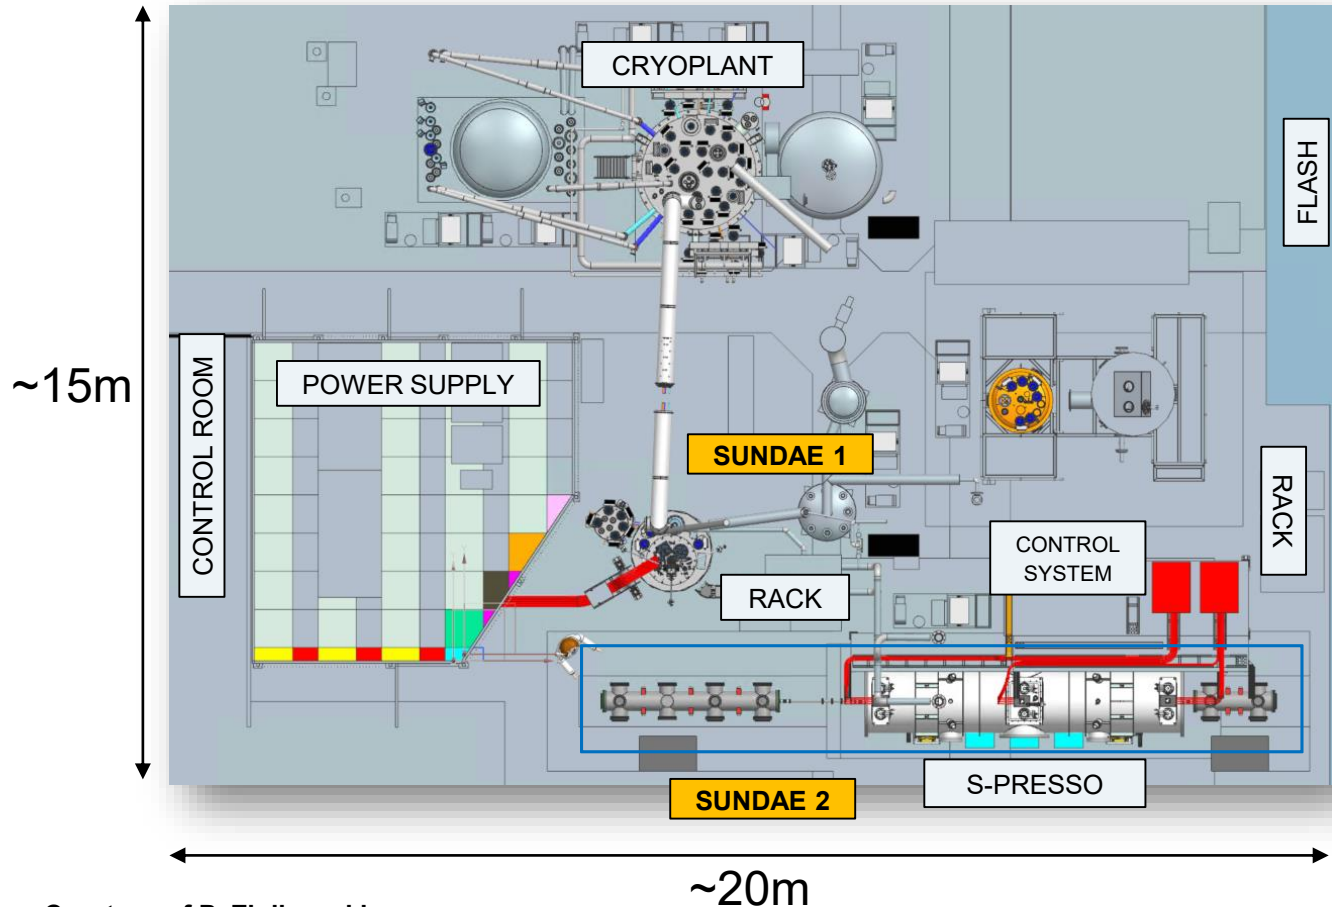 CRYOPLANT
FLASH
~15m
CONTROL ROOM
POWER SUPPLY
SUNDAE 1
RACK
CONTROL
SYSTEM
RACK
S-PRESSO
SUNDAE 2
~20m